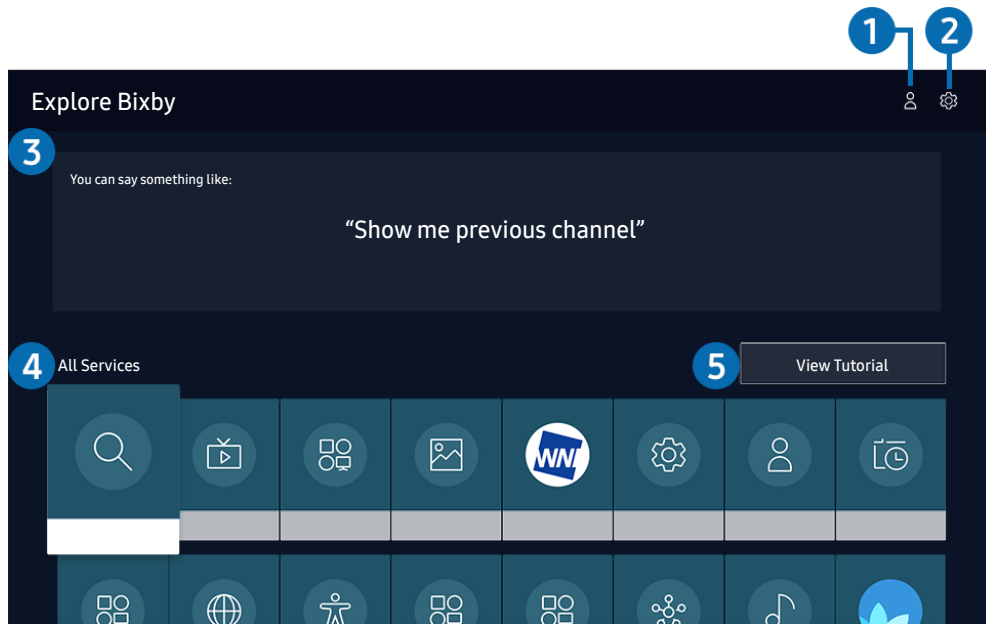 1 2
Explore Bixby
3
You can say something like:
“Show me previous channel”
4 All Services
5 View Tutorial
WNI